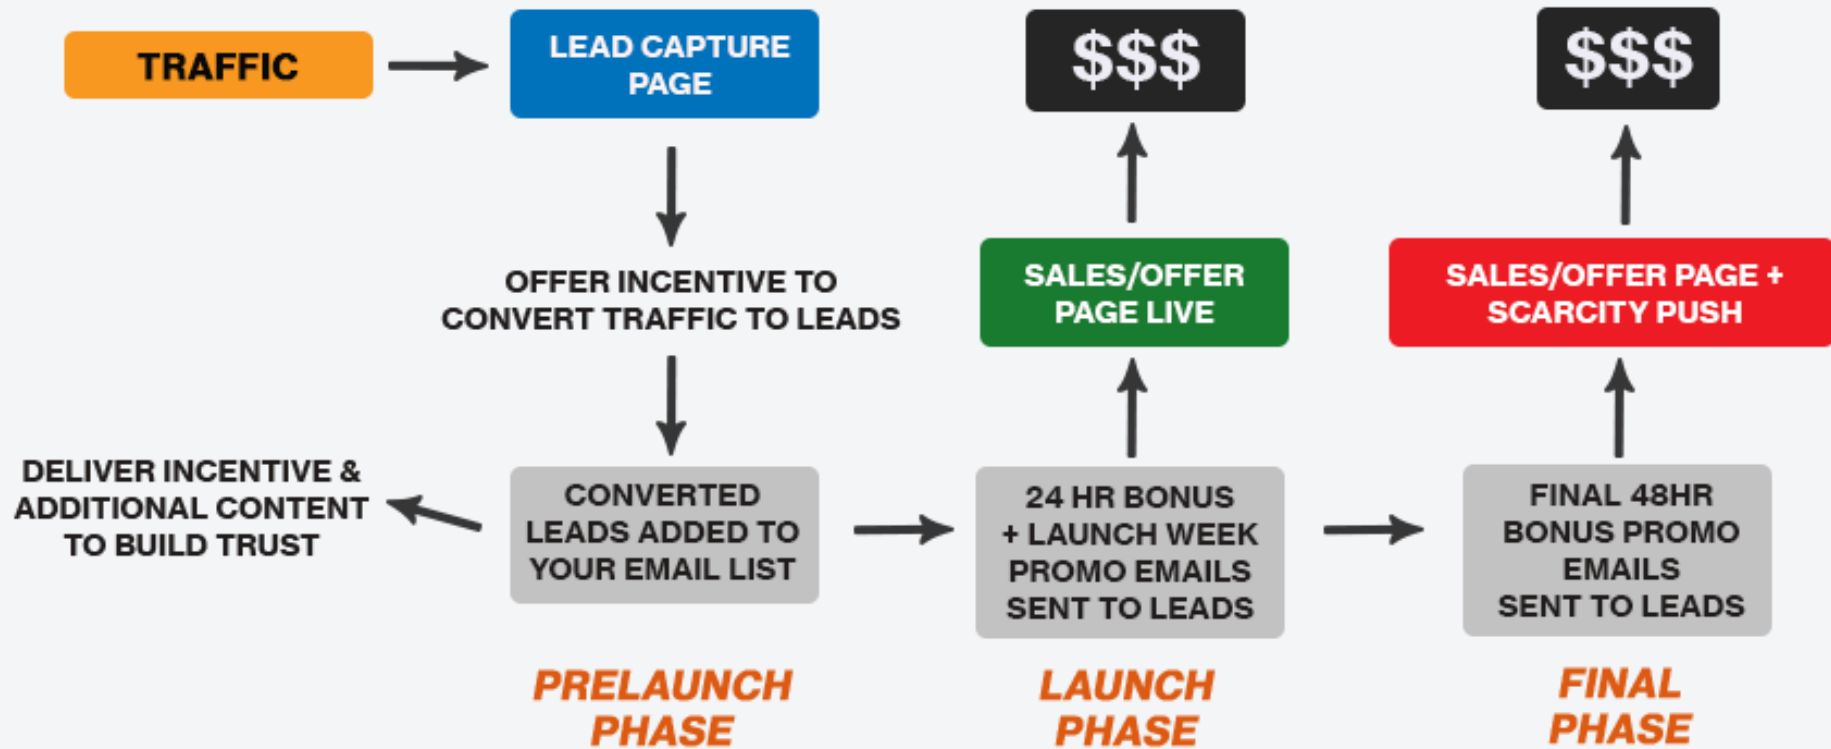 TRAFFIC
LEAD CAPTURE
PAGE
$$$
$$$
OFFER INCENTIVE TO
CONVERT TRAFFIC TO LEADS
SALES/OFFER
PAGE LIVE
SALES/OFFER PAGE +
SCARCITY PUSH
DELIVER INCENTIVE &
ADDITIONAL CONTENT
TO BUILD TRUST
CONVERTED
LEADS ADDED TO
YOUR EMAIL LIST
24 HR BONUS
+ LAUNCH WEEK
PROMO EMAILS
SENT TO LEADS
FINAL 48HR
BONUS PROMO
EMAILS
SENT TO LEADS
PRELAUNCH
PHASE
LAUNCH
PHASE
FINAL
PHASE